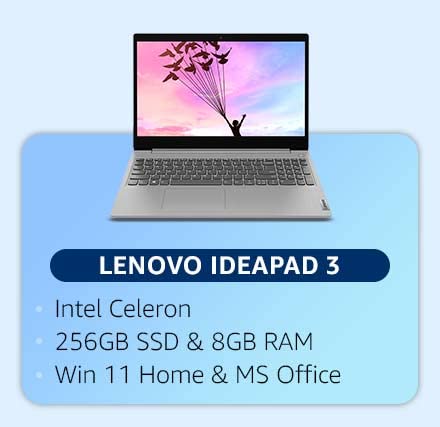 LENOVO IDEAPAD 3
Intel Celeron
256GB SSD & 8GB RAM
Win 11 Home & MS Office